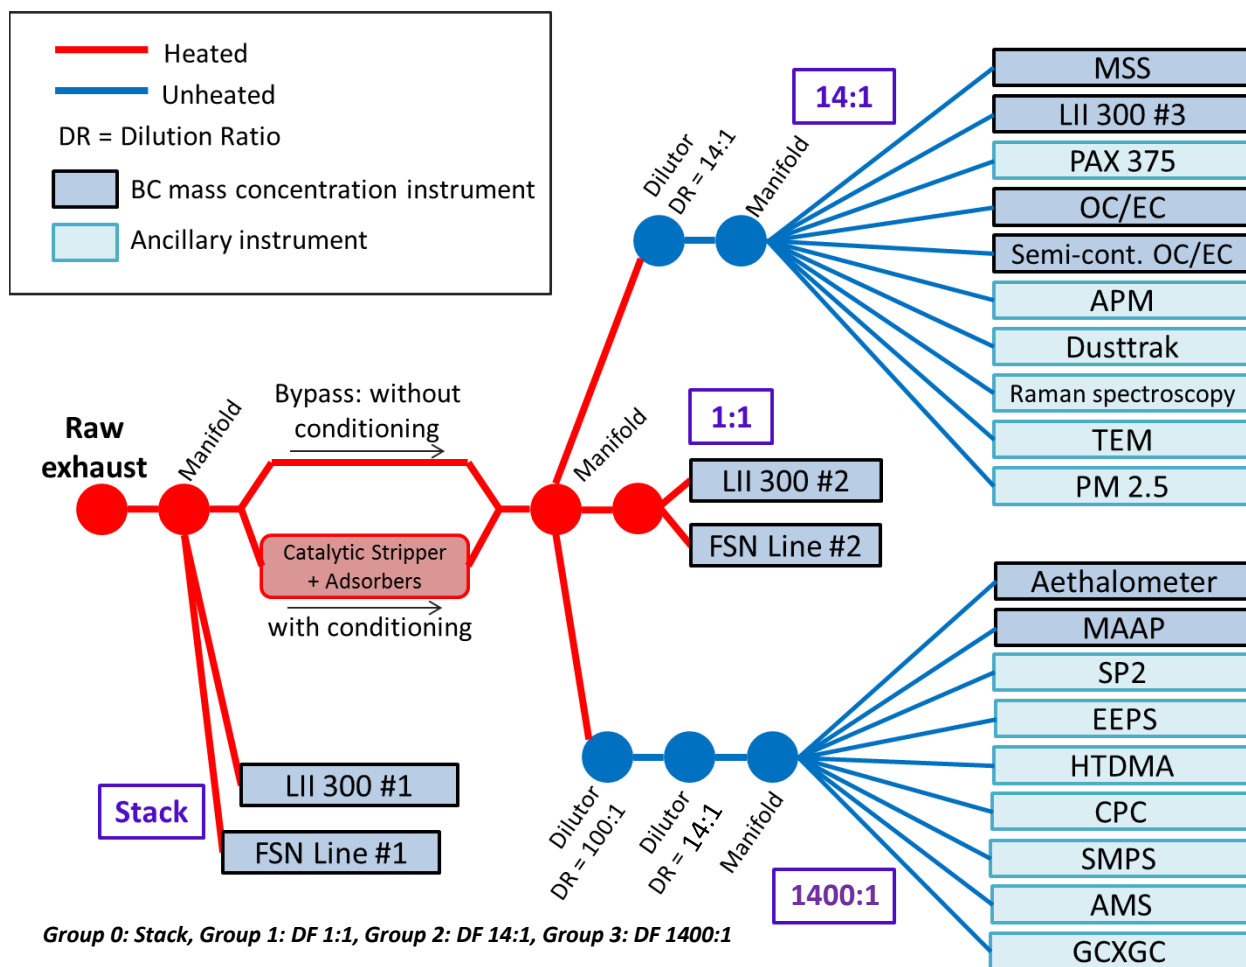 Heated
Unheated
DR = Dilution Ratio
BC mass concentration instrument
Ancillary instrument
14:1
Dilutor
DR = 14:1
Manifold
MSS
LII 300 #3
PAX 375
OC/EC
Semi-cont. OC/EC
APM
Dusttrak
Raman spectroscopy
TEM
PM 2.5
Raw
exhaust
Manifold
Bypass: without
conditioning
Catalytic Stripper
+ Adsorbers
with conditioning
Manifold
1:1
LII 300 #2
FSN Line #2
Stack
LII 300 #1
FSN Line #1
Dilutor
DR = 100:1
Dilutor
DR = 14:1
Manifold
1400:1
Aethalometer
MAAP
SP2
EEPS
HTDMA
CPC
SMPS
AMS
GCXGC
Group 0: Stack, Group 1: DF 1:1, Group 2: DF 14:1, Group 3: DF 1400:1